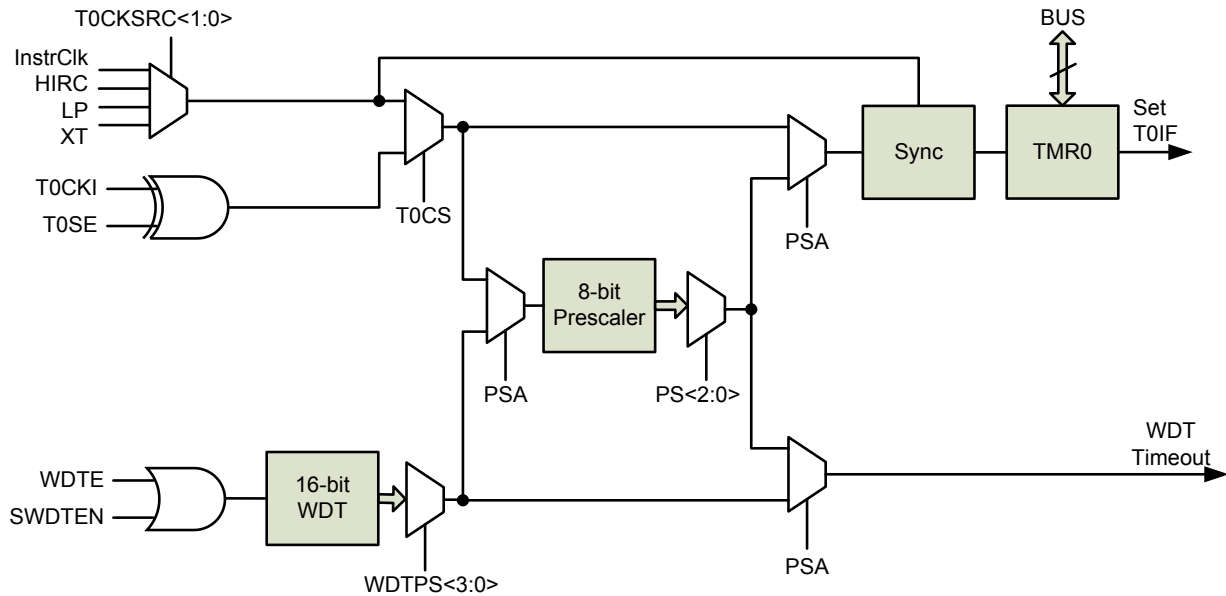 T0CKSRC<1:0>
BUS
InstrClk
HIRC
LP
XT
Set
T0IF
Sync
TMR0
T0CKI
T0SE
T0CS
PSA
8-bit
Prescaler
PSA
PS<2:0>
WDT
Timeout
WDTE
SWDTEN
16-bit
WDT
PSA
WDTPS<3:0>